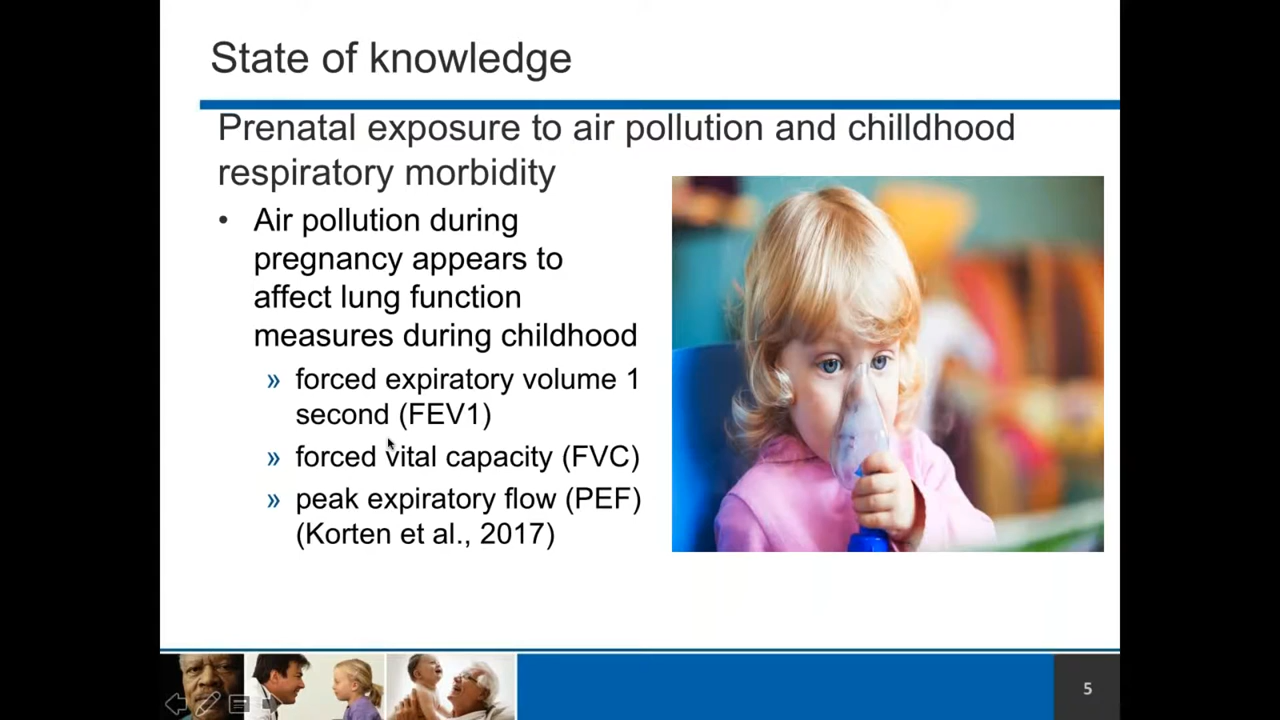 State of knowledge
Prenatal exposure to air pollution and chilldhood
respiratory morbidity
• Air pollution during
pregnancy appears to
affect lung function
measures during childhood
» forced expiratory volume 1
second (FEV1)
» forced vital capacity (FVC)
» peak expiratory flow (PEF)
(Korten et al., 2017)
5